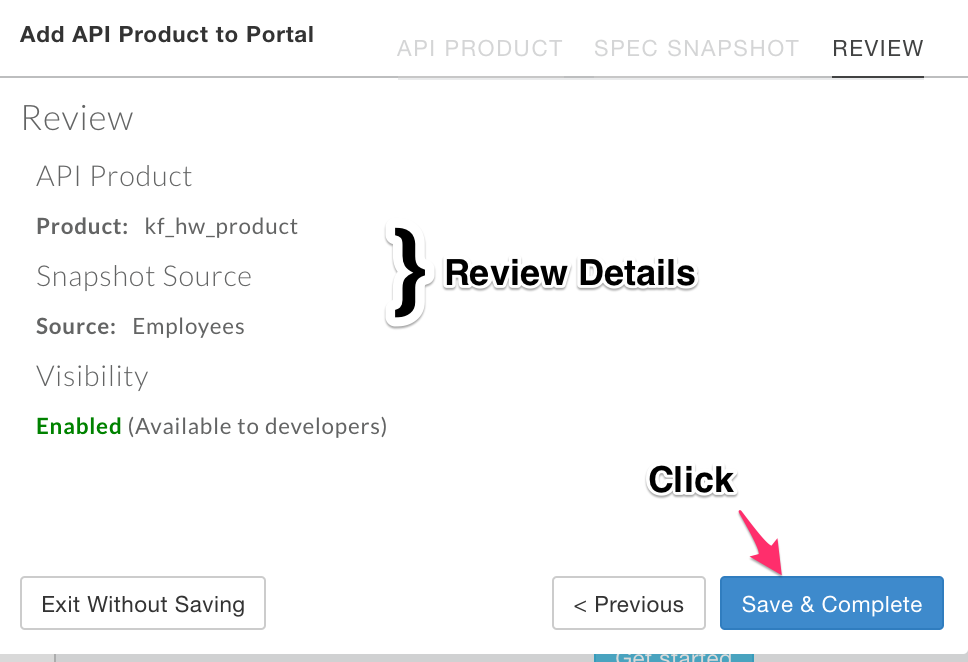 Add API Product to Portal
API PRODUCT SPEC SNAPSHOT REVIEW
Review
API Product
Product: kf_hw_product
Snapshot Source
} Review Details
Source: Employees
Visibility
Enabled (Available to developers)
Click
Exit Without Saving < Previous Save & Complete
Get started